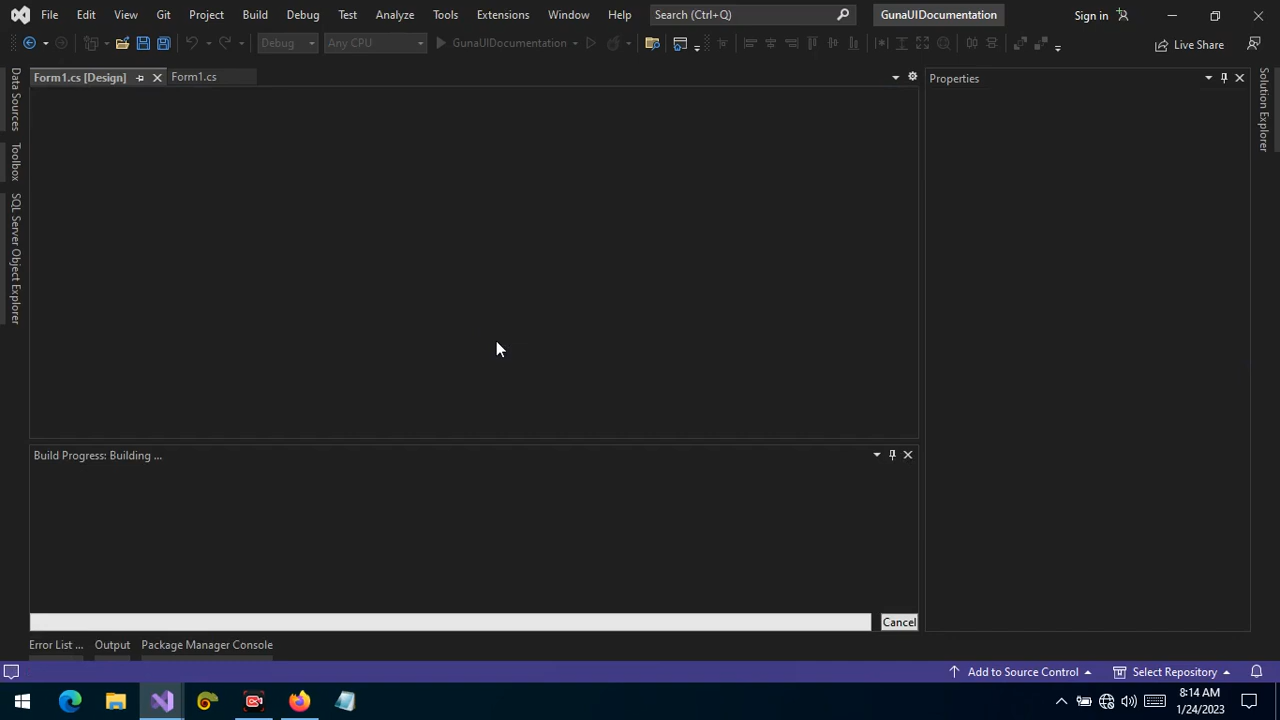 File Edit View Git Project Build Debug Test Analyze Tools Extensions Window Help Search (Ctrl+Q) GunaUIDocumentation Sign in
Debug Any CPU GunaUIDocumentation Live Share
Form1.cs [Design] Form1.cs
Properties
Data Sources
Toolbox
SQL Server Object Explorer
Solution Explorer
Build Progress: Building ...
Cancel
Error List ... Output Package Manager Console
Add to Source Control Select Repository
8:14 AM
1/24/2023